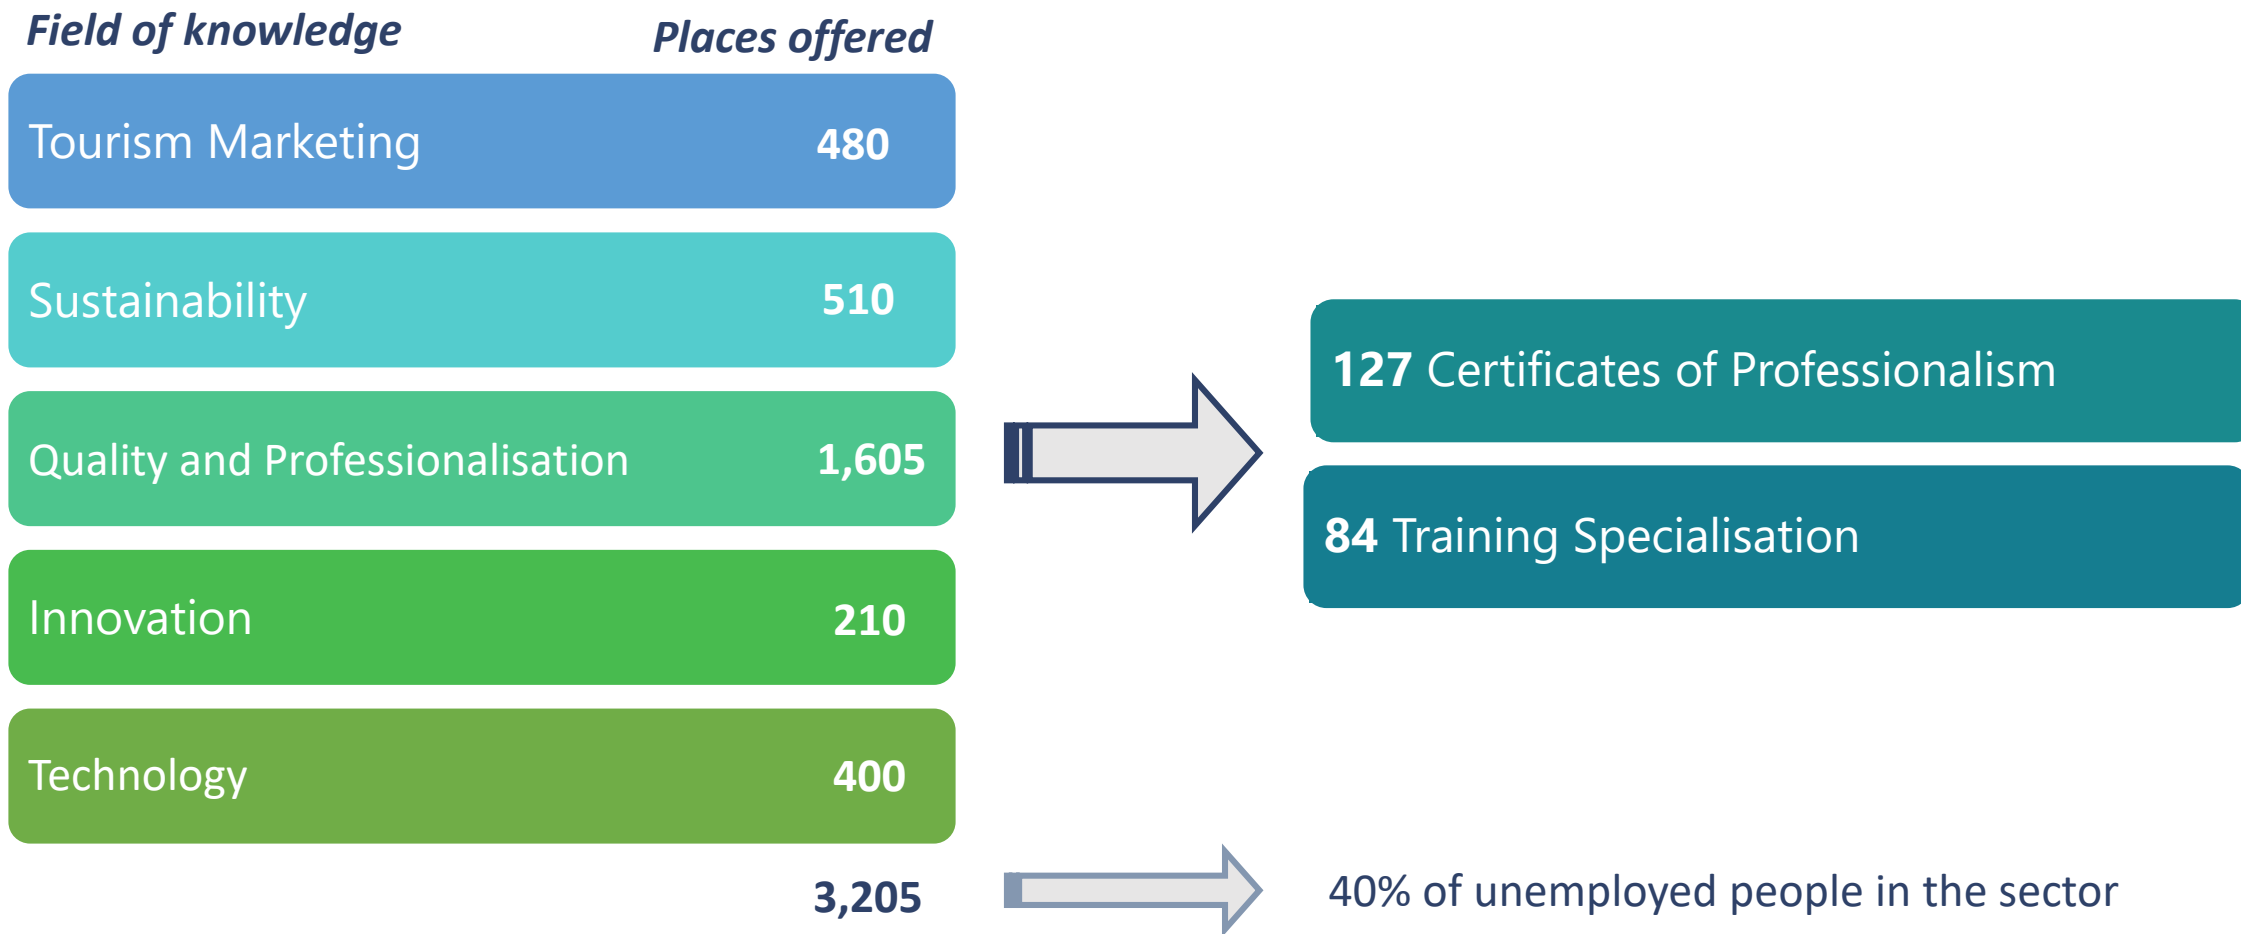 Field of knowledge Places offered
Tourism Marketing 480
Sustainability 510
Quality and Professionalisation 1,605
Innovation 210
Technology 400
3,205
127 Certificates of Professionalism
84 Training Specialisation
40% of unemployed people in the sector